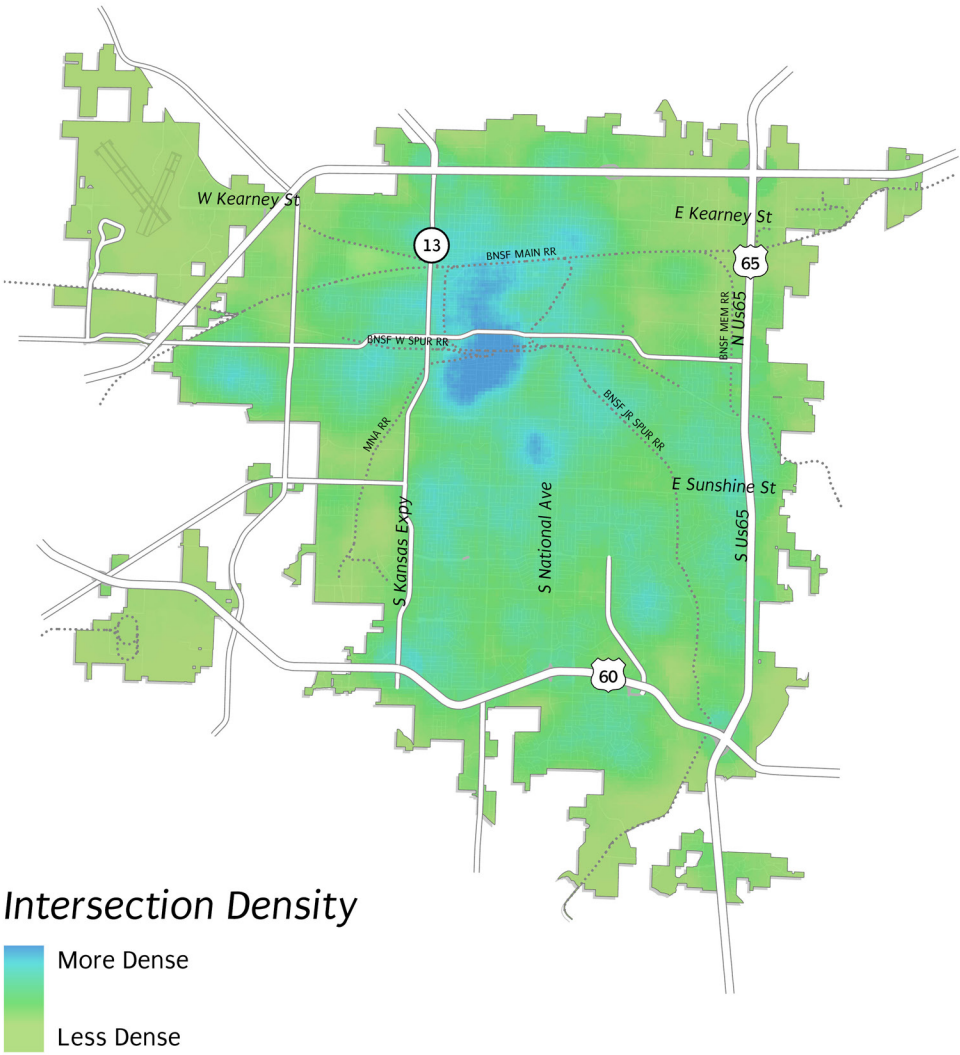 W Kearney St
E Kearney St
13
BNSF MAIN RR
65
BNSF MEM RR
N Us65
BNSF W SPUR RR
MNA RR
BNSF JR SPUR RR
E Sunshine St
S Kansas Expy
S National Ave
S Us65
60
Intersection Density
More Dense
Less Dense